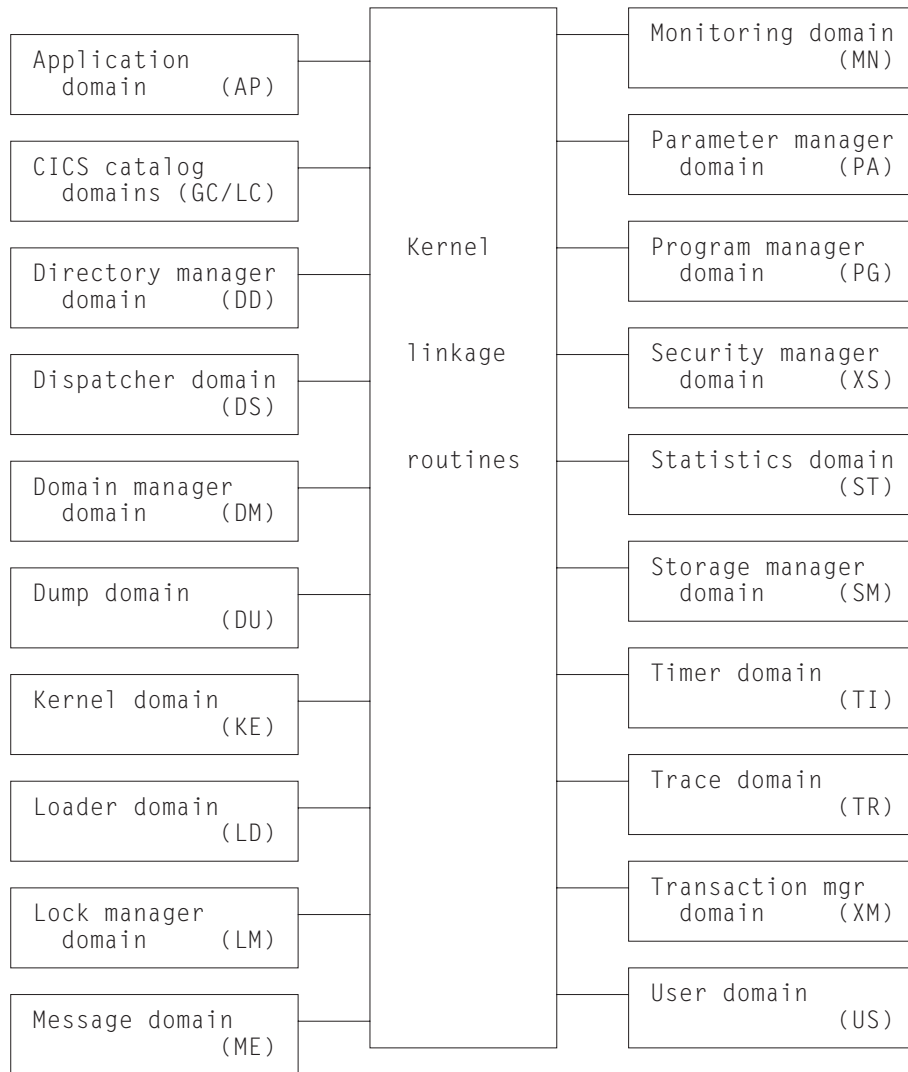 Application
domain (AP)
CICS catalog
domains (GC/LC)
Directory manager
domain (DD)
Dispatcher domain
(DS)
Domain manager
domain (DM)
Dump domain
(DU)
Kernel domain
(KE)
Loader domain
(LD)
Lock manager
domain (LM)
Message domain
(ME)
Kernel
linkage
routines
Monitoring domain
(MN)
Parameter manager
domain (PA)
Program manager
domain (PG)
Security manager
domain (XS)
Statistics domain
(ST)
Storage manager
domain (SM)
Timer domain
(TI)
Trace domain
(TR)
Transaction mgr
domain (XM)
User domain
(US)